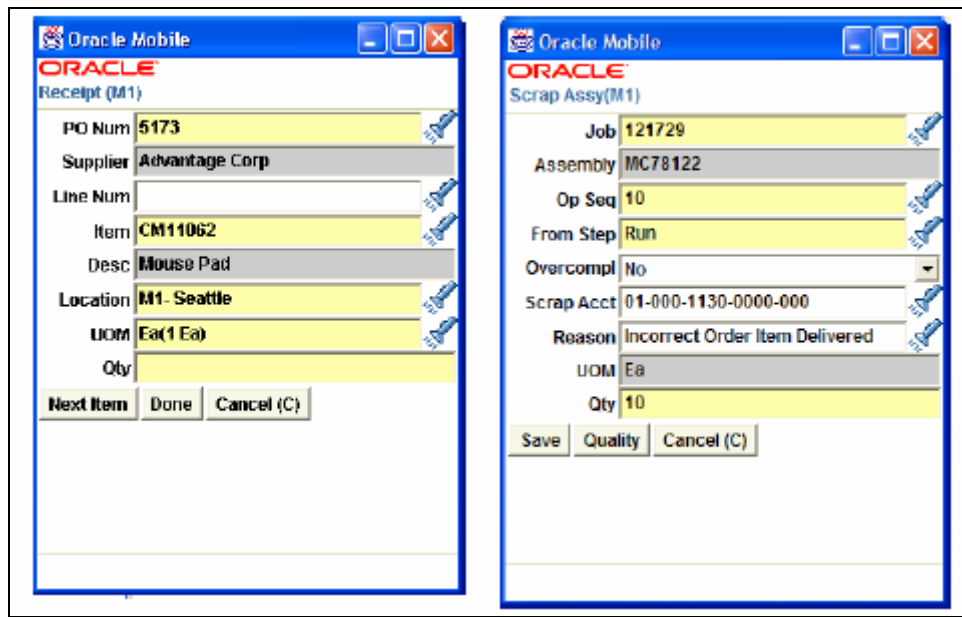 Oracle Mobile
ORACLE
Receipt (M1)
PO Num 5173
Supplier Advantage Corp
Line Num
Item CM11062
Desc Mouse Pad
Location M1- Seattle
UOM Ea(1 Ea)
Qty
Next Item Done Cancel (C)
Oracle Mobile
ORACLE
Scrap Assy(M1)
Job 121729
Assembly MC78122
Op Seq 10
From Step Run
Overcompl No
Scrap Acct 01-000-1130-0000-000
Reason Incorrect Order Item Delivered
UOM Ea
Qty 10
Save Quality Cancel (C)